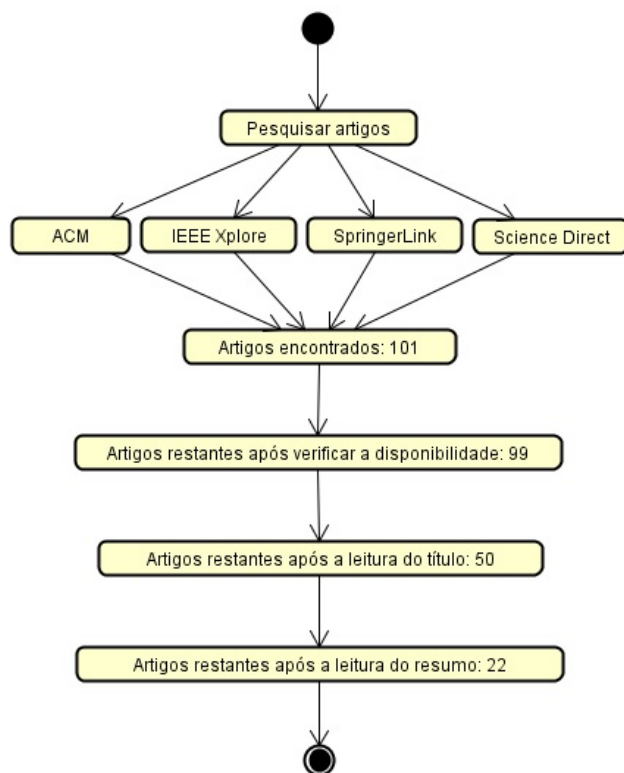 Pesquisar artigos
ACM
IEEE Xplore
SpringerLink
Science Direct
Artigos encontrados: 101
Artigos restantes após verificar a disponibilidade: 99
Artigos restantes após a leitura do título: 50
Artigos restantes após a leitura do resumo: 22